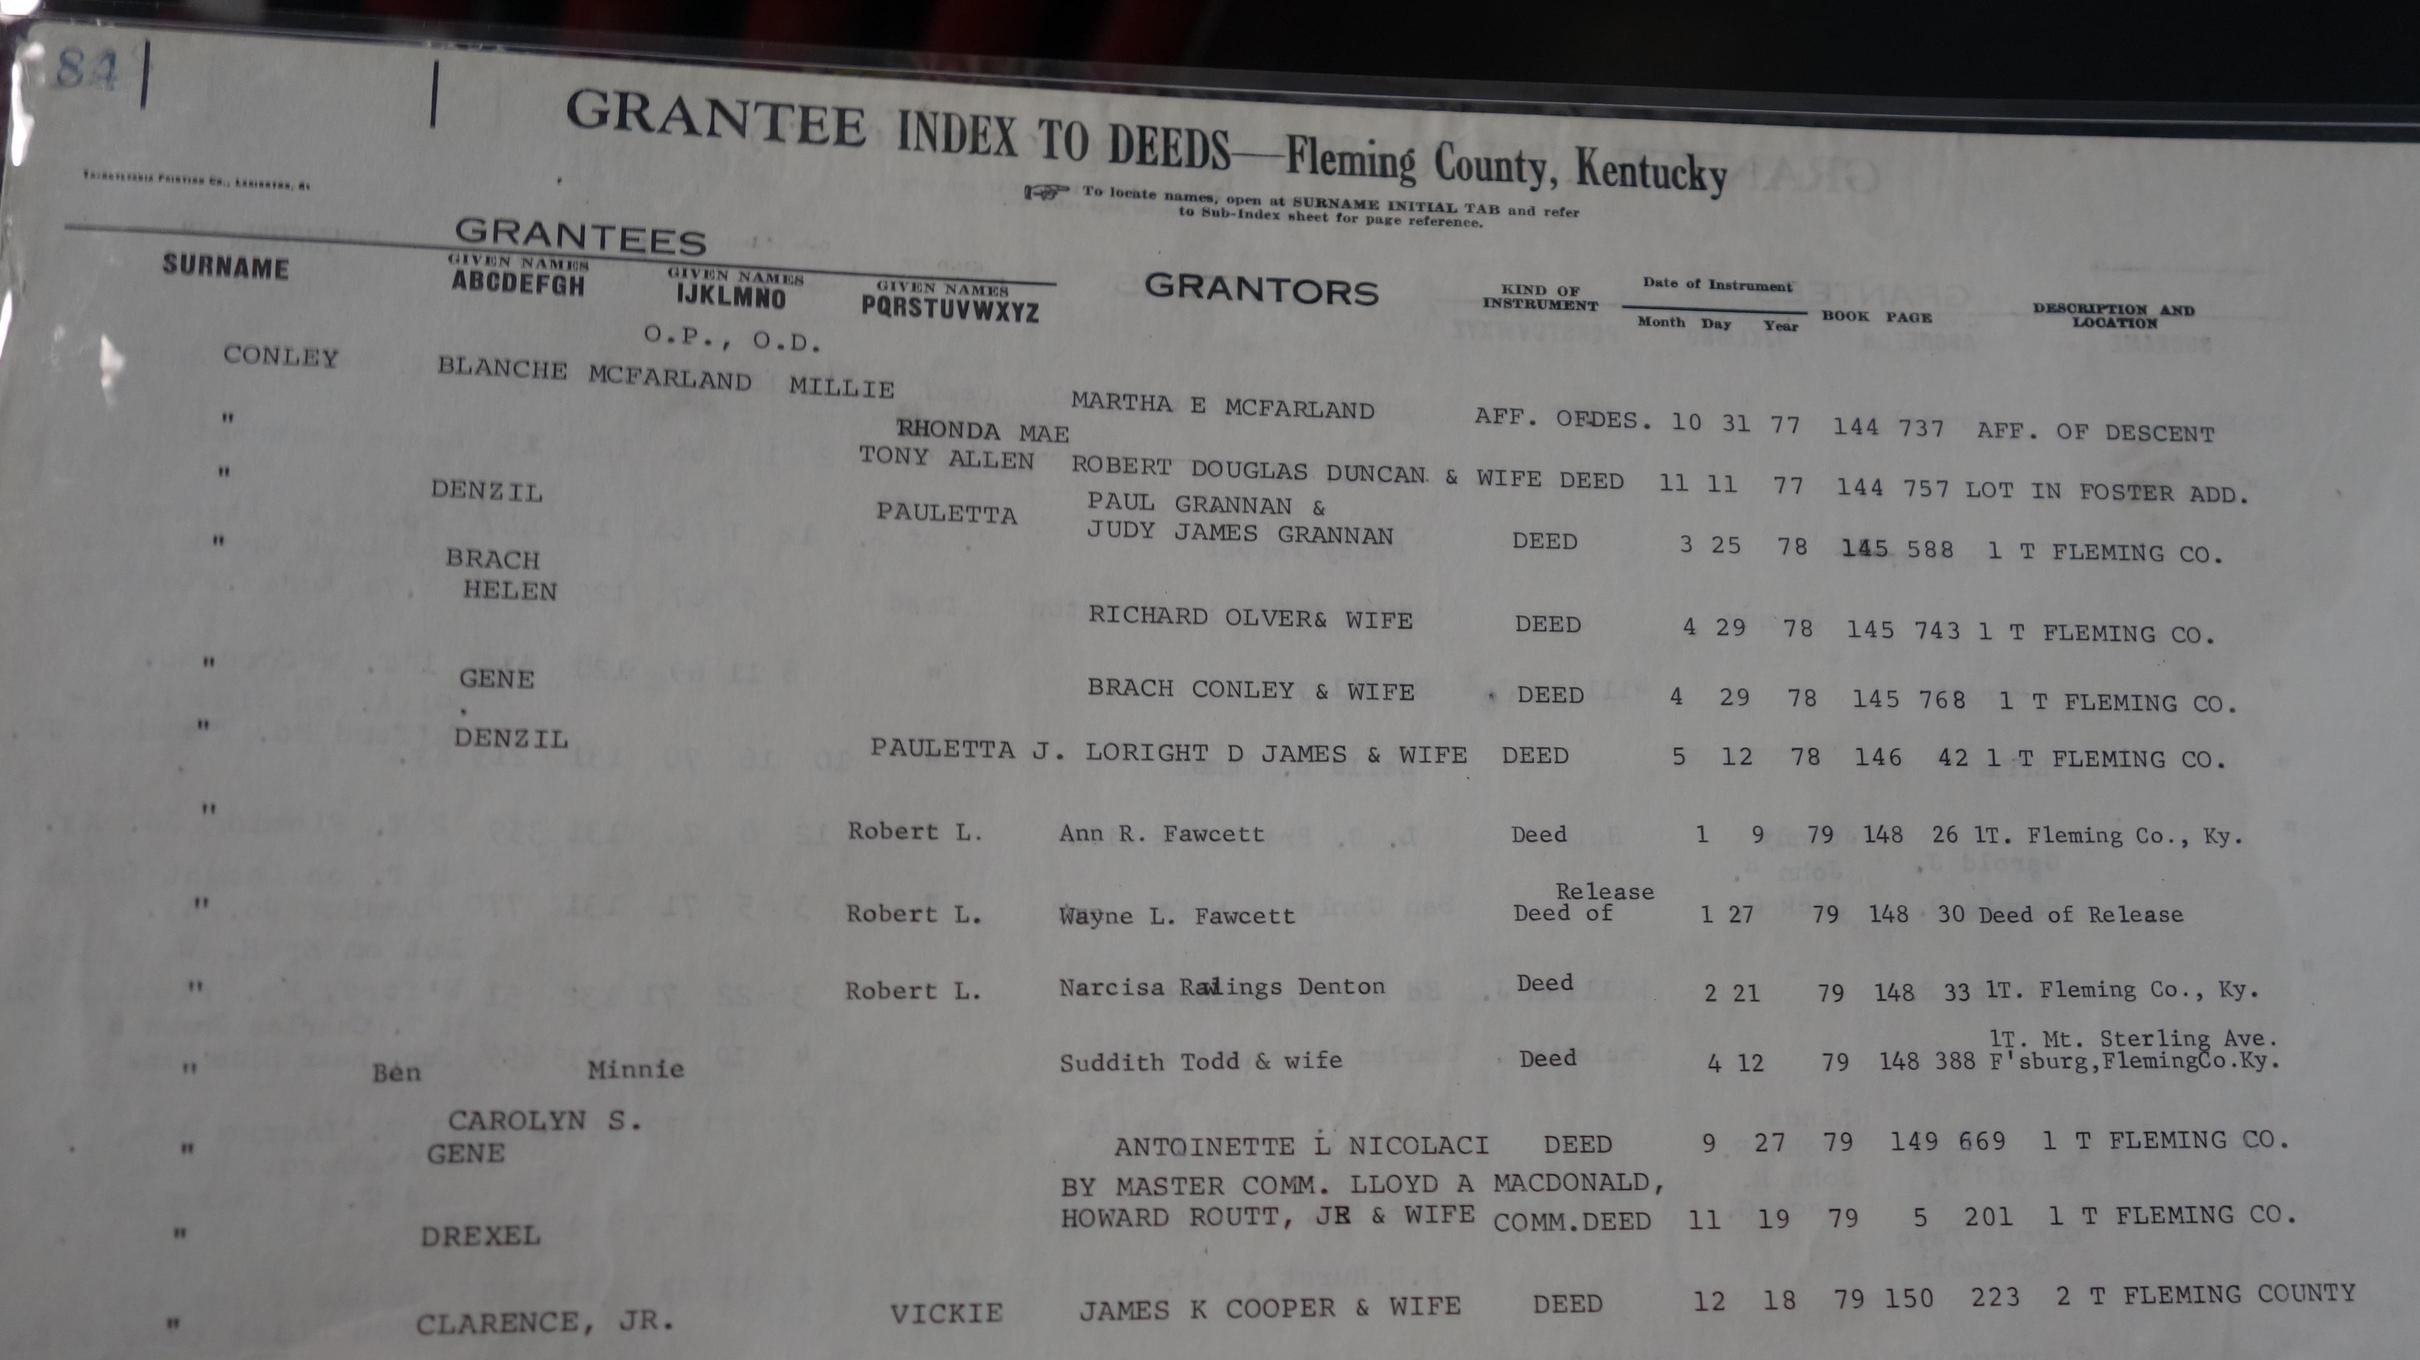 84
TRANSYLVANIA PRINTING CO., LEXINGTON, KY
GRANTEE INDEX TO DEEDS—Fleming County, Kentucky
To locate names, open at SURNAME INITIAL TAB and refer
to Sub-Index sheet for page reference.
GRANTEES
SURNAME
GIVEN NAMES
ABCDEFGH
GIVEN NAMES
IJKLMNO
GIVEN NAMES
PQRSTUVWXYZ
GRANTORS
KIND OF
INSTRUMENT
Date of Instrument
Month Day Year
BOOK PAGE
DESCRIPTION AND
LOCATION
O.P., O.D.
CONLEY BLANCHE MCFARLAND MILLIE MARTHA E MCFARLAND AFF. OF DES. 10 31 77 144 737 AFF. OF DESCENT
RHONDA MAE
" TONY ALLEN ROBERT DOUGLAS DUNCAN & WIFE DEED 11 11 77 144 757 LOT IN FOSTER ADD.
PAUL GRANNAN &
" DENZIL PAULETTA JUDY JAMES GRANNAN DEED 3 25 78 145 588 1 T FLEMING CO.
" BRACH
HELEN RICHARD OLVER& WIFE DEED 4 29 78 145 743 1 T FLEMING CO.
" GENE BRACH CONLEY & WIFE DEED 4 29 78 145 768 1 T FLEMING CO.
" DENZIL PAULETTA J. LORIGHT D JAMES & WIFE DEED 5 12 78 146 42 1 T FLEMING CO.
" Robert L. Ann R. Fawcett Deed 1 9 79 148 26 1T. Fleming Co., Ky.
Release
" Robert L. Wayne L. Fawcett Deed of 1 27 79 148 30 Deed of Release
" Robert L. Narcisa Rawlings Denton Deed 2 21 79 148 33 1T. Fleming Co., Ky.
1T. Mt. Sterling Ave.
" Ben Minnie Suddith Todd & wife Deed 4 12 79 148 388 F'sburg,FlemingCo.Ky.
CAROLYN S.
" GENE ANTOINETTE L NICOLACI DEED 9 27 79 149 669 1 T FLEMING CO.
BY MASTER COMM. LLOYD A MACDONALD,
" DREXEL HOWARD ROUTT, JR & WIFE COMM.DEED 11 19 79 5 201 1 T FLEMING CO.
" CLARENCE, JR. VICKIE JAMES K COOPER & WIFE DEED 12 18 79 150 223 2 T FLEMING COUNTY